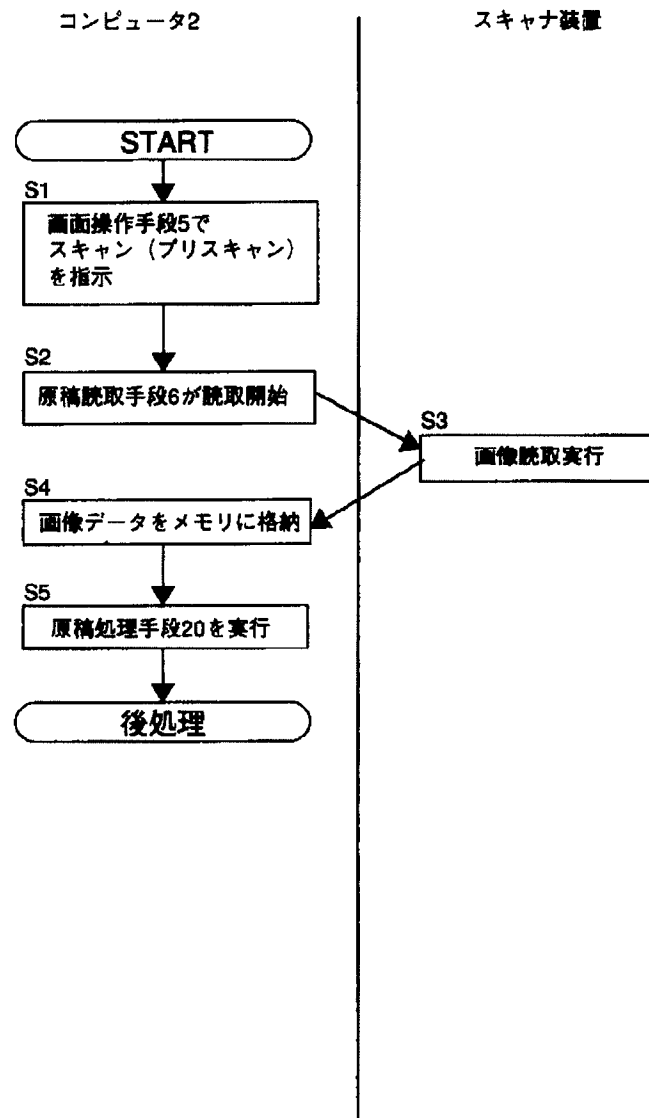 コンピュータ2
スキャナ装置
START
S1
画面操作手段5で
スキャン（プリスキャン）
を指示
S2
原稿読取手段6が読取開始
S3
画像読取実行
S4
画像データをメモリに格納
S5
原稿処理手段20を実行
後処理